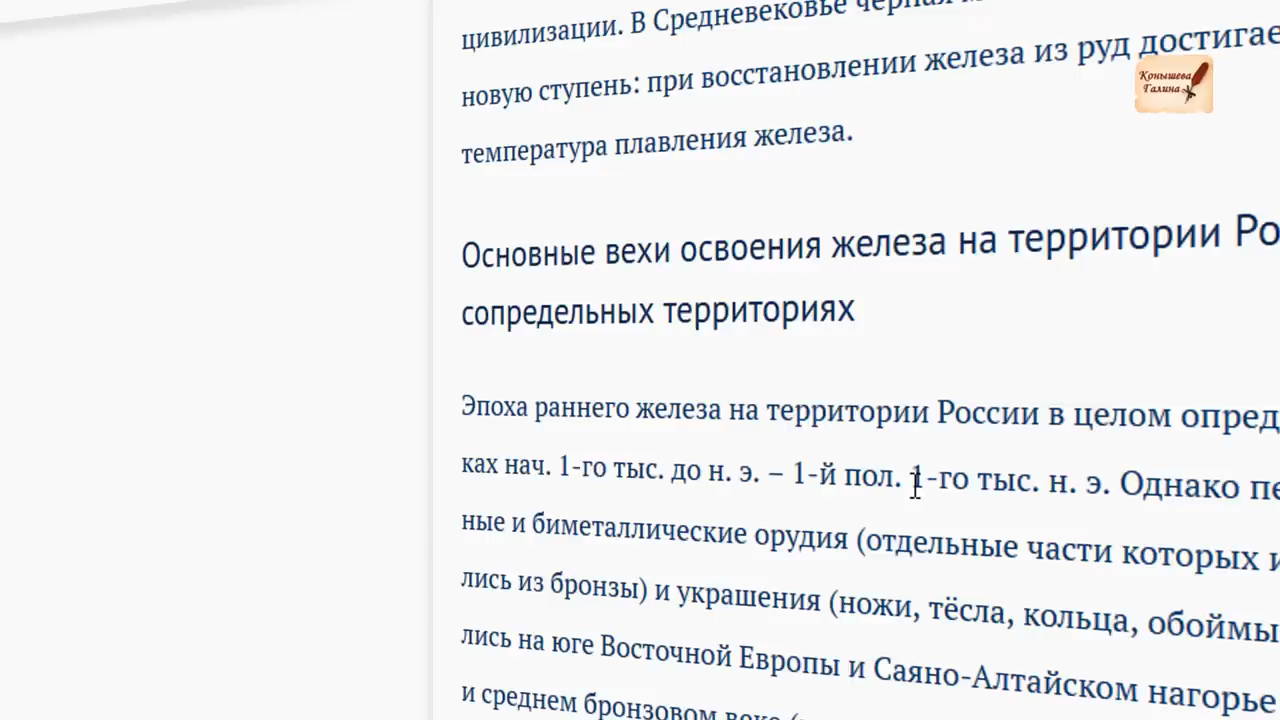 цивилизации. В Средневековье чёрная
новую ступень: при восстановлении железа из руд достигае
температура плавления железа.
Конышева
Галина
Основные вехи освоения железа на территории Ро
сопредельных территориях
Эпоха раннего железа на территории России в целом опред
ках нач. 1-го тыс. до н. э. – 1-й пол. 1-го тыс. н. э. Однако пе
ные и биметаллические орудия (отдельные части которых и
лись из бронзы) и украшения (ножи, тёсла, кольца, обоймы
лись на юге Восточной Европы и Саяно-Алтайском нагорье
и среднем бронзовом веке